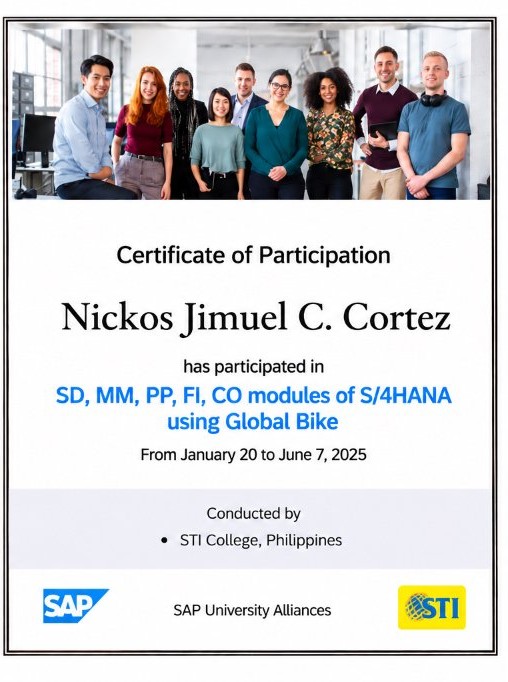 Certificate of Participation
Nickos Jimuel C. Cortez
has participated in
SD, MM, PP, FI, CO modules of S/4HANA
using Global Bike
From January 20 to June 7, 2025
Conducted by
• STI College, Philippines
SAP
SAP University Alliances
STI